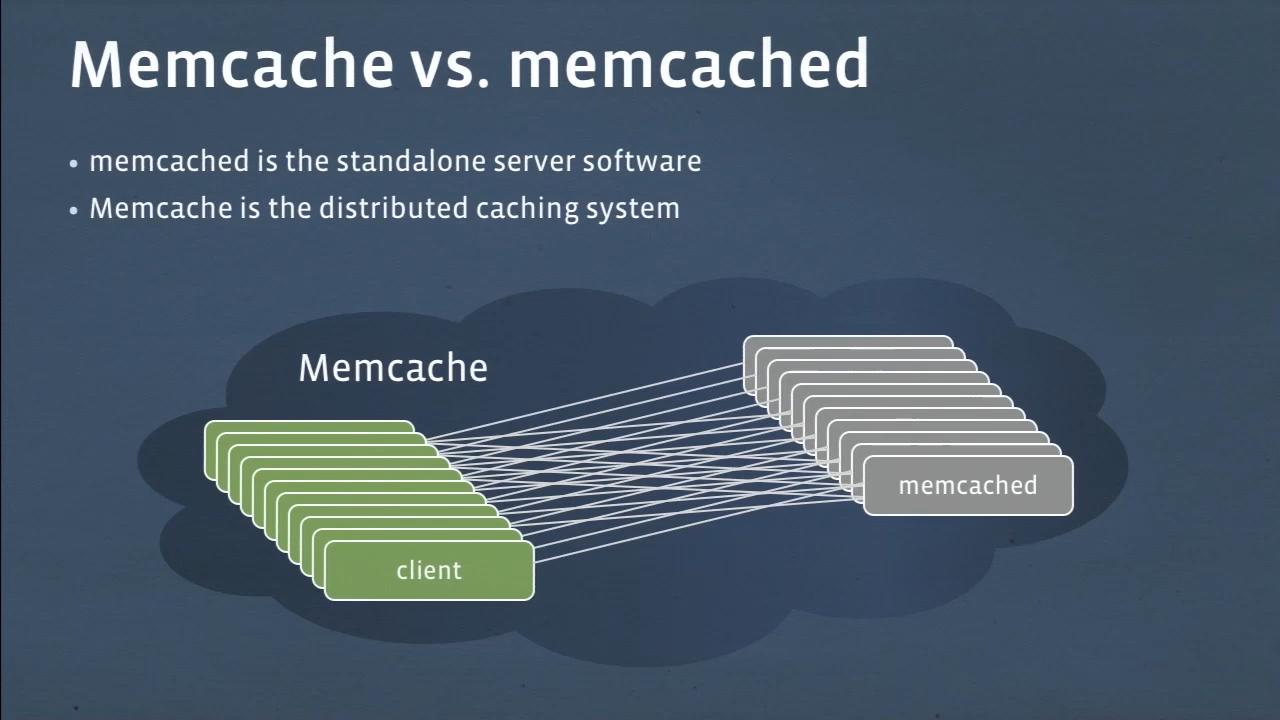 Memcache vs. memcached
• memcached is the standalone server software
• Memcache is the distributed caching system
Memcache
memcached
client